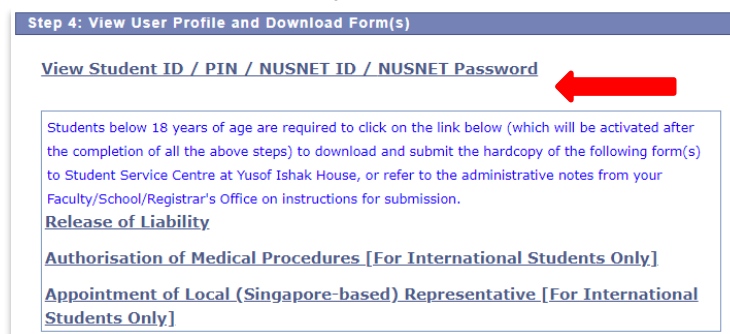 Step 4: View User Profile and Download Form(s)
View Student ID / PIN / NUSNET ID / NUSNET Password
Students below 18 years of age are required to click on the link below (which will be activated after
the completion of all the above steps) to download and submit the hardcopy of the following form(s)
to Student Service Centre at Yusof Ishak House, or refer to the administrative notes from your
Faculty/School/Registrar's Office on instructions for submission.
Release of Liability
Authorisation of Medical Procedures [For International Students Only]
Appointment of Local (Singapore-based) Representative [For International
Students Only]